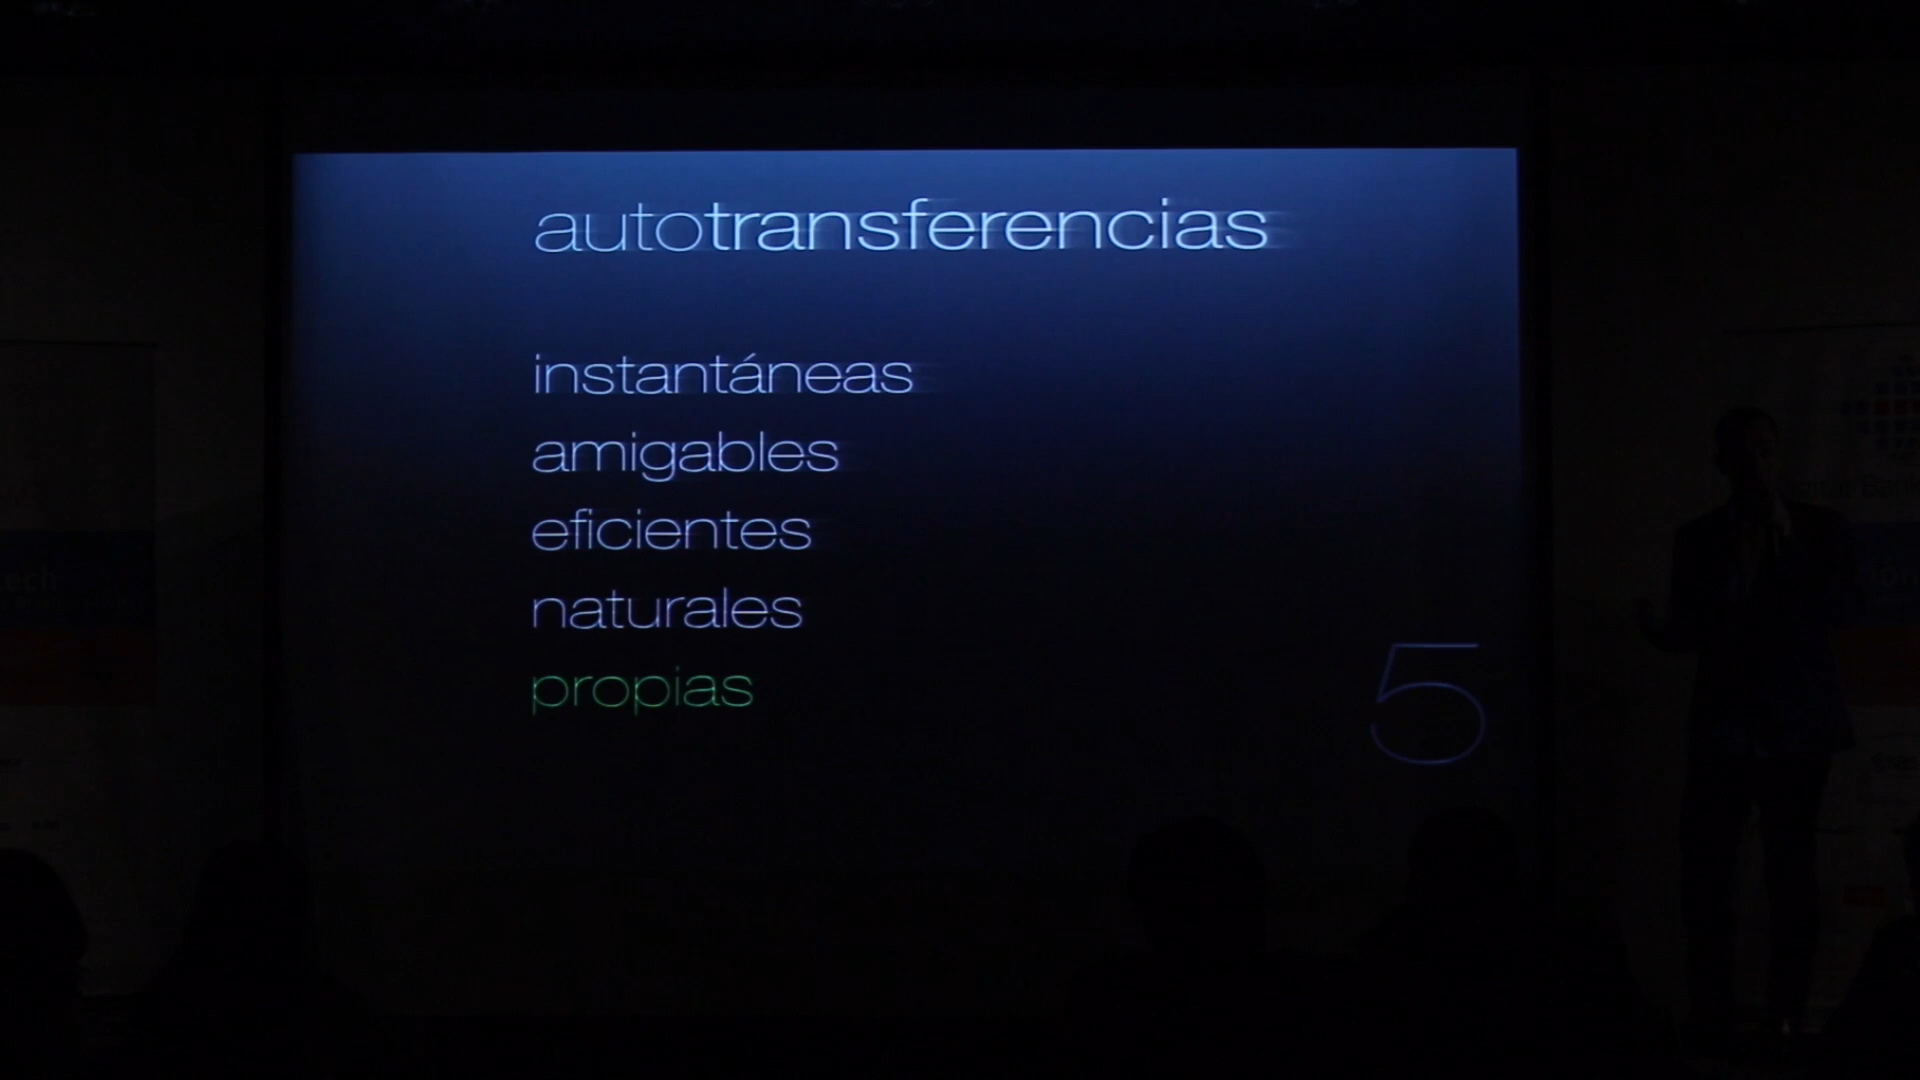 autotransferencias
instantáneas
amigables
eficientes
naturales
propias
5